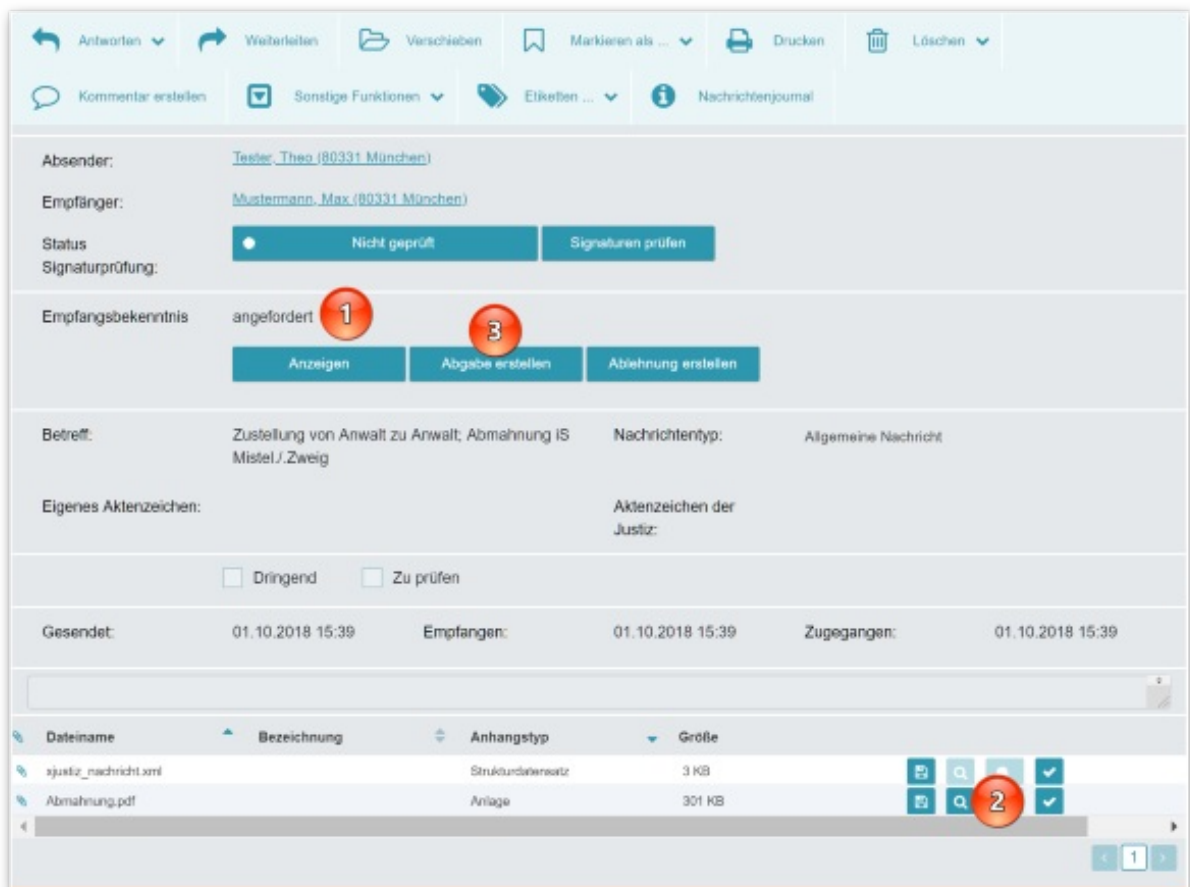 Antworten Weiterleiten Verschieben Markieren als ... Drucken Löschen
Kommentar erstellen Sonstige Funktionen Etiketten ... Nachrichtenjournal
Absender: Tester, Theo (80331 München)
Empfänger: Mustermann, Max (80331 München)
Status Signaturprüfung: Nicht geprüft Signaturen prüfen
Empfangsbekenntnis angefordert 1
3
Anzeigen Abgabe erstellen Ablehnung erstellen
Betreff: Zustellung von Anwalt zu Anwalt; Abmahnung iS Mistel./.Zweig Nachrichtentyp: Allgemeine Nachricht
Eigenes Aktenzeichen: Aktenzeichen der Justiz:
Dringend Zu prüfen
Gesendet: 01.10.2018 15:39 Empfangen: 01.10.2018 15:39 Zugegangen: 01.10.2018 15:39
Dateiname Bezeichnung Anhangstyp Größe
xjustiz_nachricht.xml Strukturdatensatz 3 KB
Abmahnung.pdf Anlage 301 KB 2
1